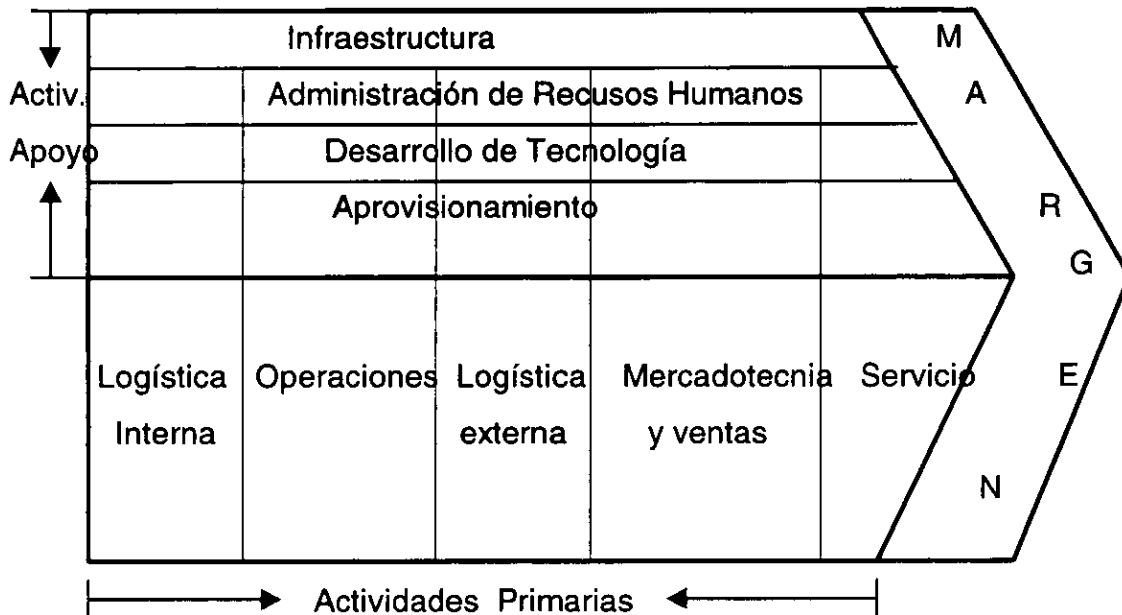 Infraestructura
Activ.
Administración de Recusos Humanos
Apoyo
Desarrollo de Tecnología
Aprovisionamiento
Logística Interna
Operaciones
Logística externa
Mercadotecnia y ventas
Servicio
M
A
R
G
E
N
Actividades Primarias